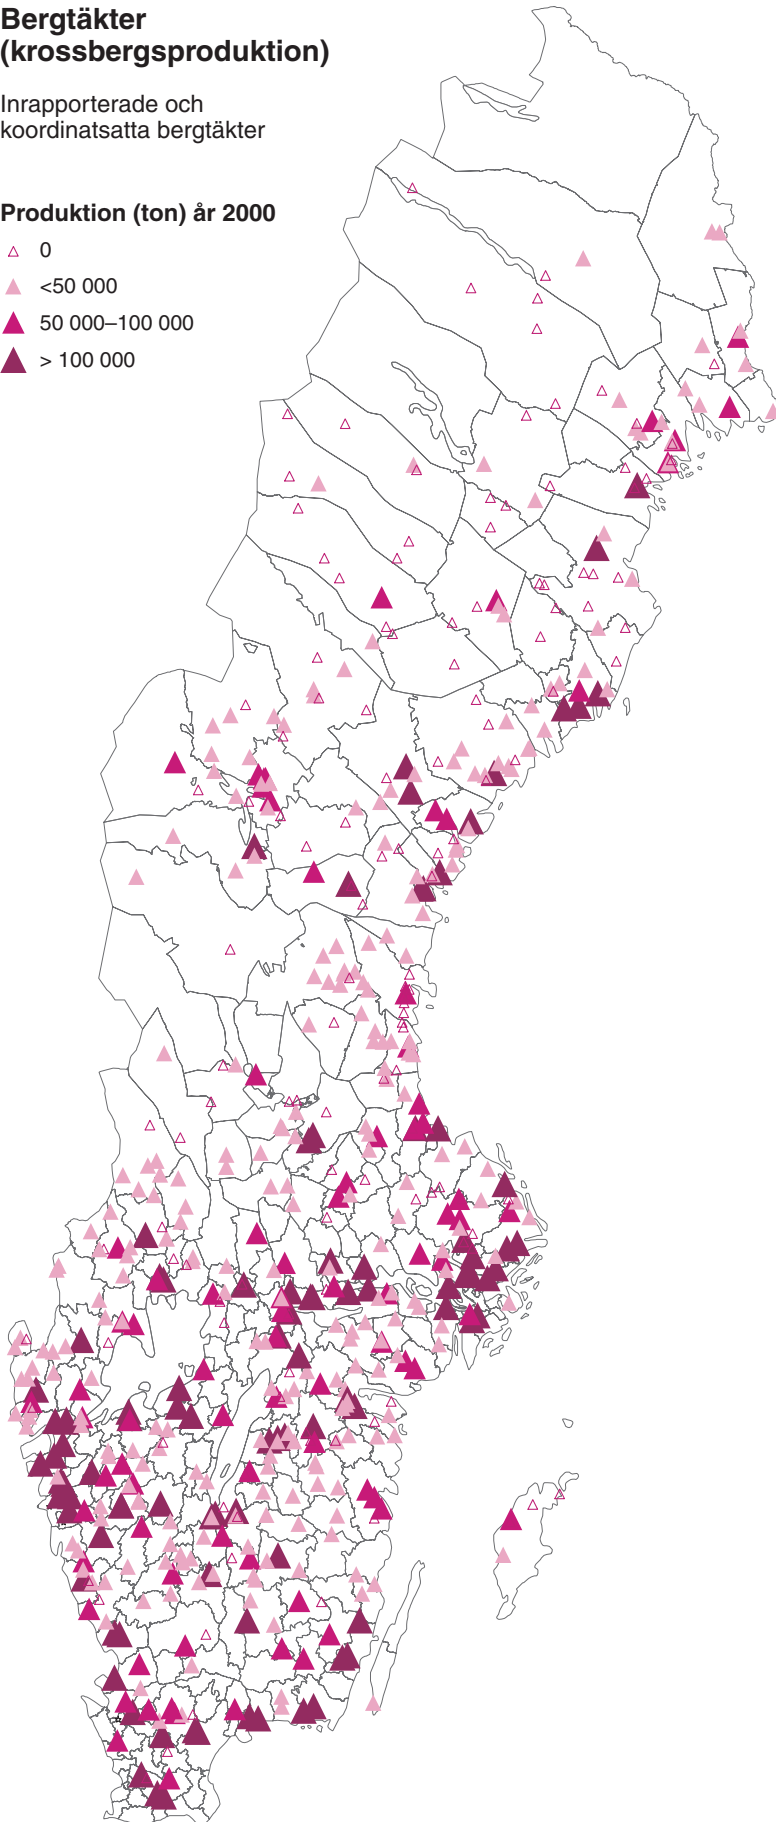 Bergtäkter
(krossbergsproduktion)
Inrapporterade och
koordinatsatta bergtäkter
Produktion (ton) år 2000
0
<50 000
50 000–100 000
> 100 000